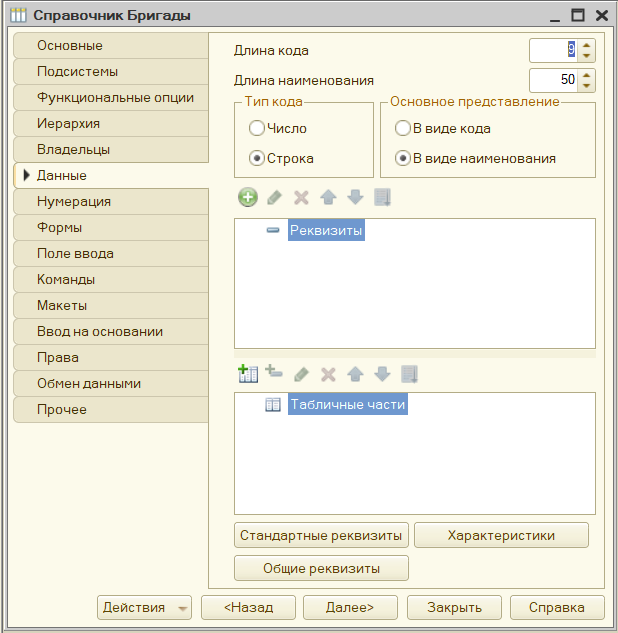 Справочник Бригады
Основные
Подсистемы
Функциональные опции
Иерархия
Владельцы
Данные
Нумерация
Формы
Поле ввода
Команды
Макеты
Ввод на основании
Права
Обмен данными
Прочее
Длина кода 9
Длина наименования 50
Тип кода
Число
Строка
Основное представление
В виде кода
В виде наименования
Реквизиты
Табличные части
Стандартные реквизиты Характеристики
Общие реквизиты
Действия <Назад Далее> Закрыть Справка